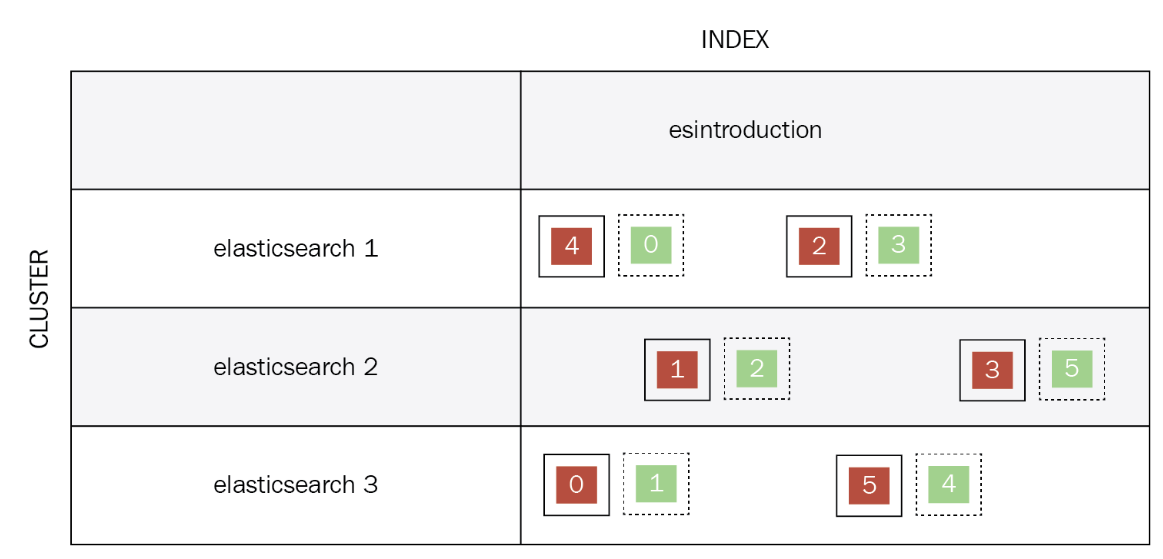 INDEX
esintroduction
CLUSTER
elasticsearch 1
4 0 2 3
elasticsearch 2
1 2 3 5
elasticsearch 3
0 1 5 4